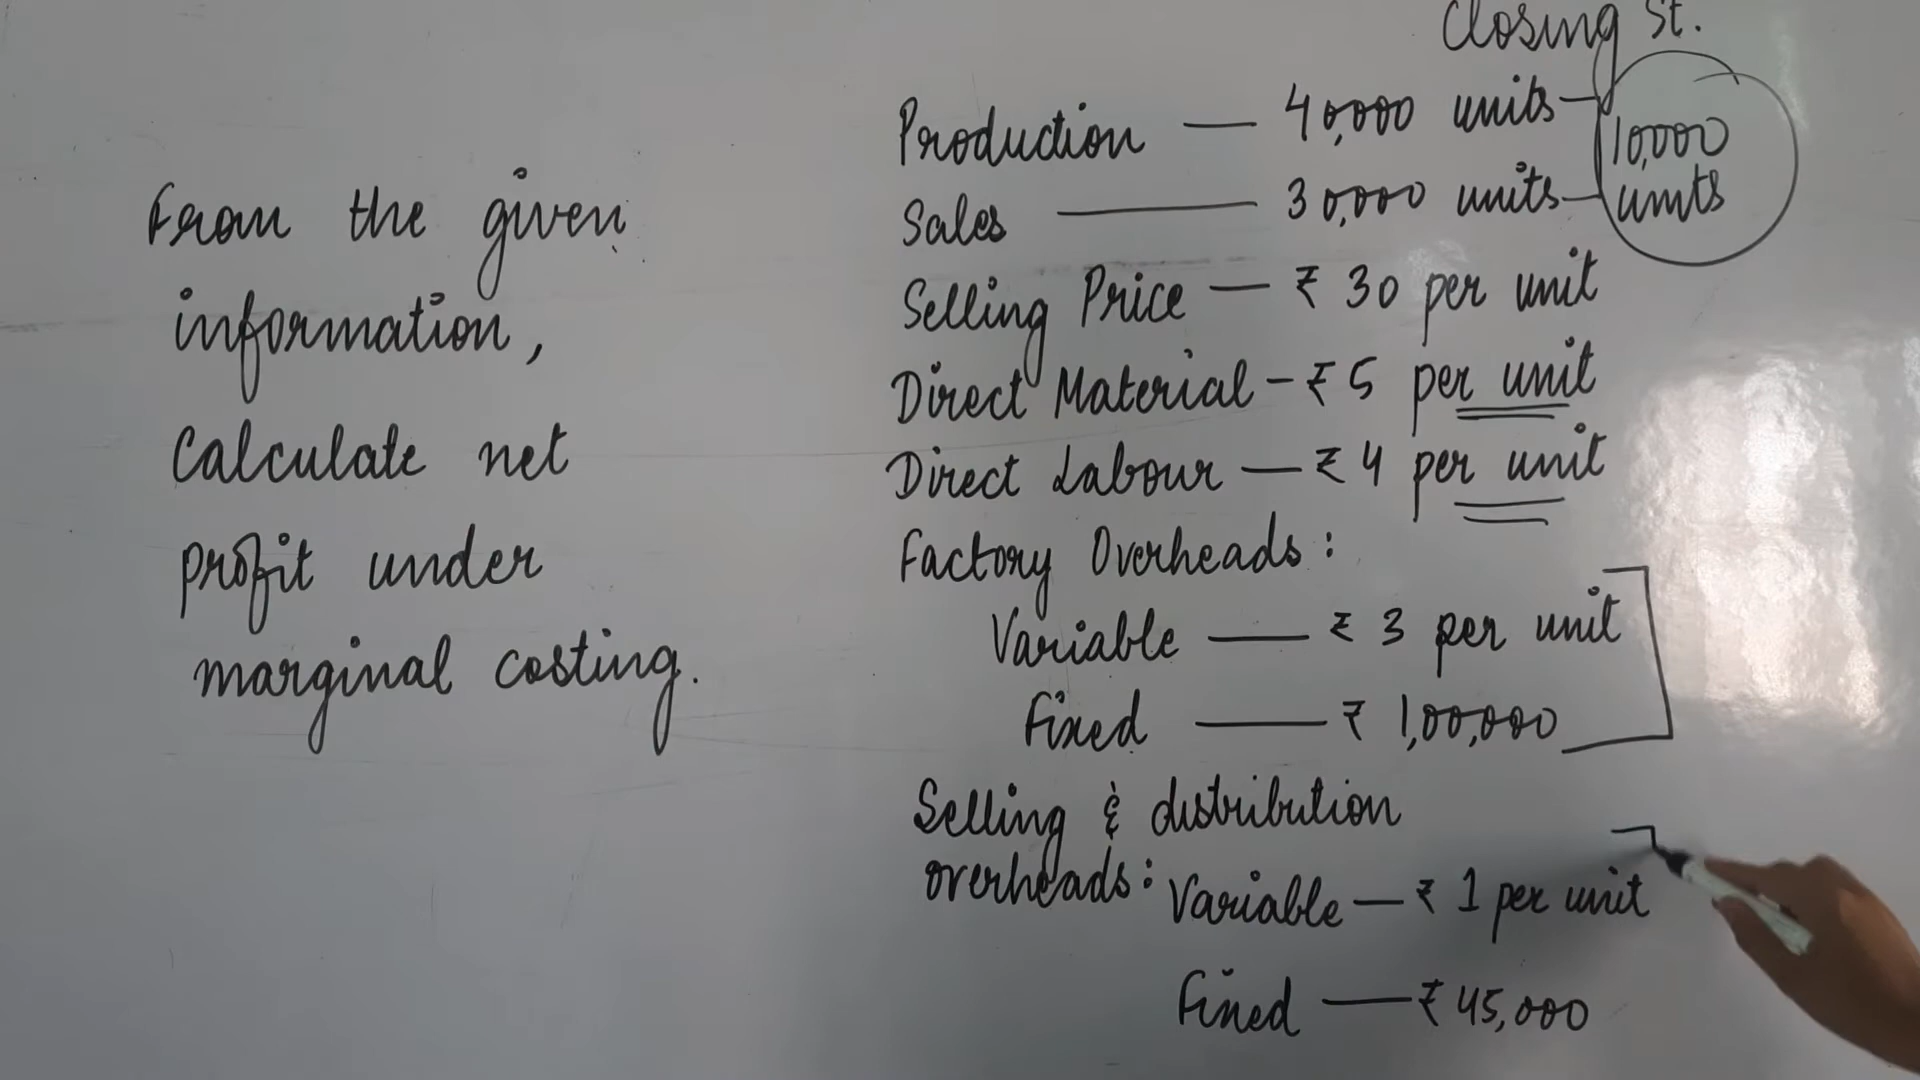 From the given
information,
Calculate net
profit under
marginal costing.
Closing St.
Production — 40,000 units
10,000
units
Sales — 30,000 units
Selling Price — ₹ 30 per unit
Direct Material - ₹ 5 per unit
Direct Labour — ₹ 4 per unit
Factory Overheads :
Variable — ₹ 3 per unit
Fixed — ₹ 1,00,000
Selling & distribution
overheads : Variable — ₹ 1 per unit
Fixed — ₹ 45,000